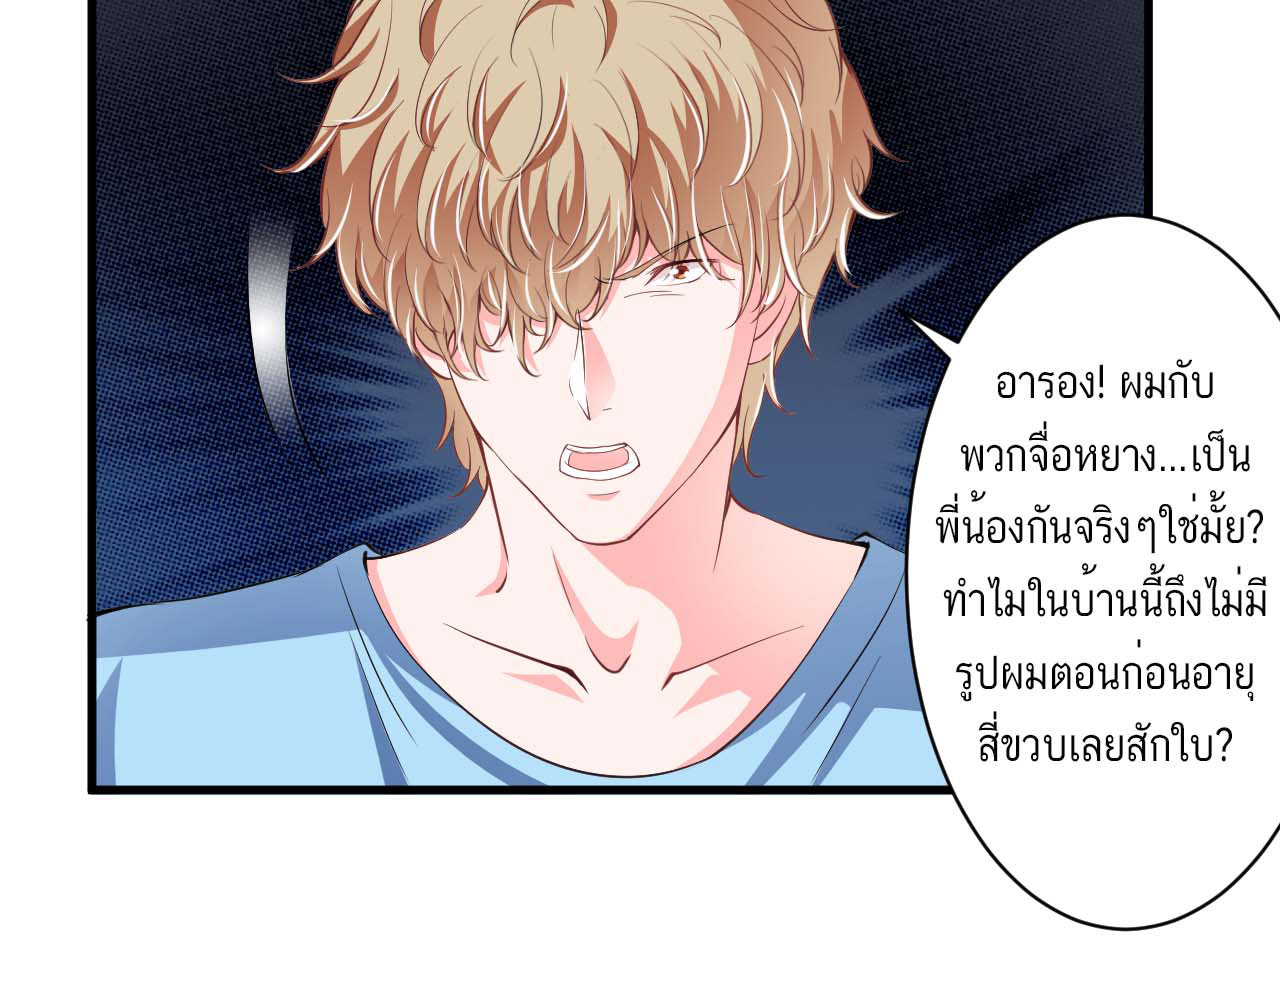 อารอง! ผมกับ
พวกจื่อหยาง...เป็น
พี่น้องกันจริงๆใช่มั้ย?
ทำไมในบ้านนี้ถึงไม่มี
รูปผมตอนก่อนอายุ
สี่ขวบเลยสักใบ?